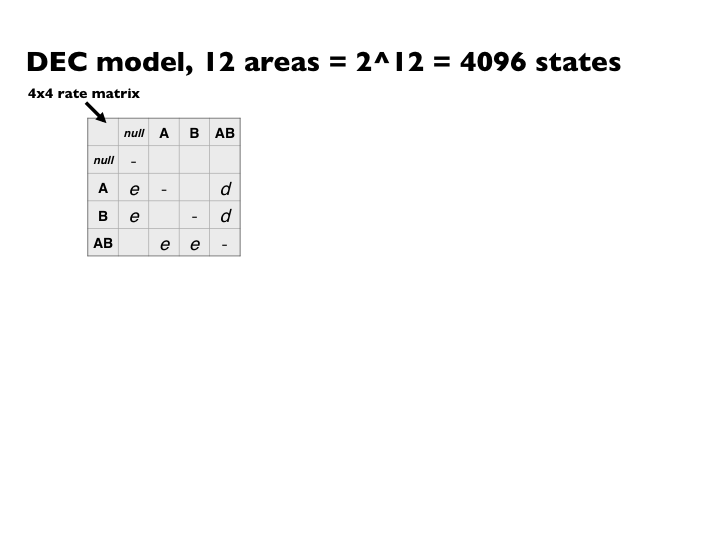 DEC model, 12 areas = 2^12 = 4096 states
4x4 rate matrix
null A B AB
null -
A e - d
B e - d
AB e e -